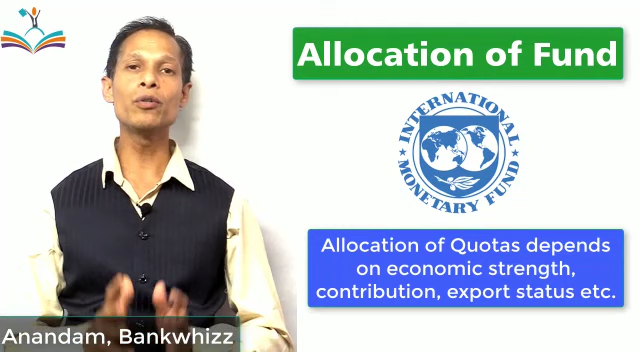 Allocation of Fund
INTERNATIONAL
MONETARY FUND
Allocation of Quotas depends
on economic strength,
contribution, export status etc.
Anandam, Bankwhizz